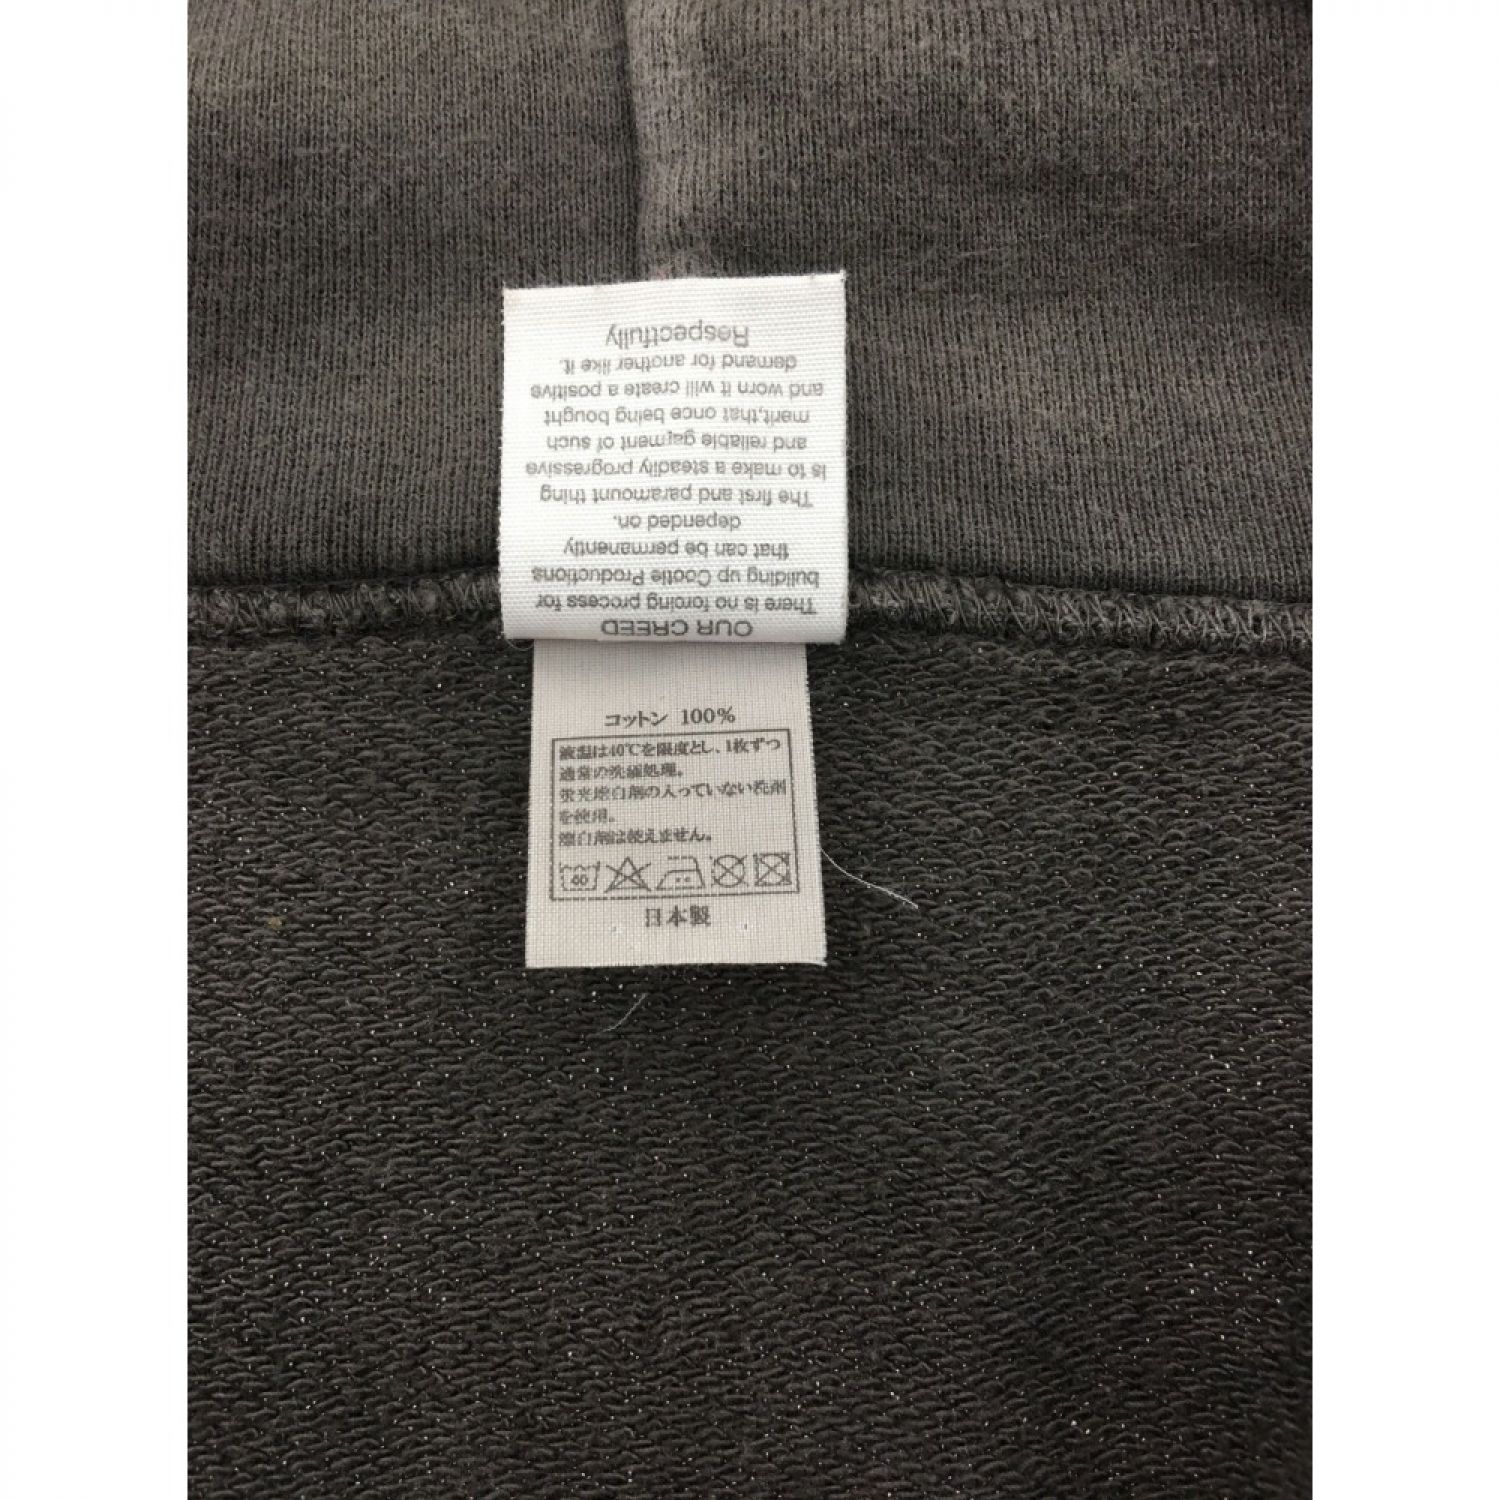 OUR CREED
There is no forcing process for
building up Cootie Productions
that can be permanently
depended on.
The first and paramount thing
is to make a steadily progressive
and reliable garment of such
merit,that once being bought
and worn it will create a positive
demand for another like it.
Respectfully
コットン 100%
液温は40℃を限度とし、1枚ずつ
通常の洗濯処理。
蛍光増白剤の入っていない洗剤
を使用。
漂白剤は使えません。
40
日本製